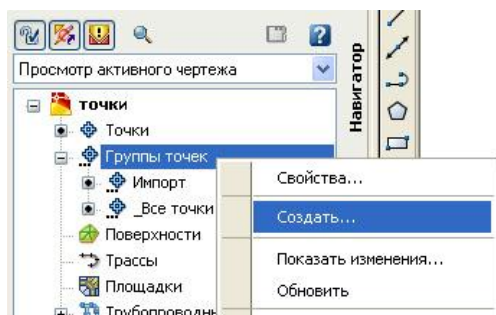 Просмотр активного чертежа
Навигатор
точки
Точки
Группы точек
Импорт
_Все точки
Поверхности
Трассы
Площадки
Трубопроводнь
Свойства...
Создать...
Показать изменения...
Обновить